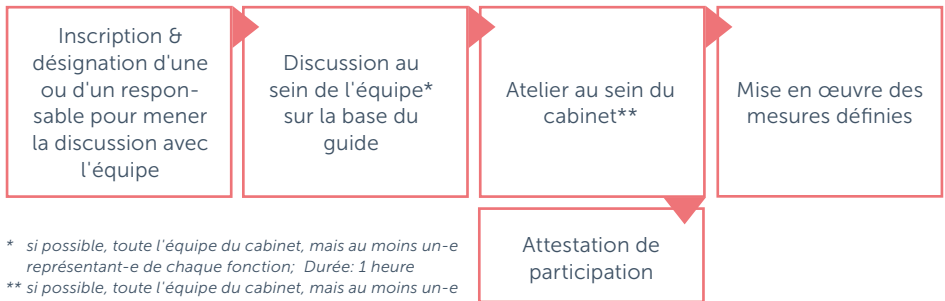 Inscription &
désignation d'une
ou d'un respon-
sable pour mener
la discussion avec
l'équipe
Discussion au
sein de l'équipe*
sur la base du
guide
Atelier au sein du
cabinet**
Mise en œuvre des
mesures définies
Attestation de
participation
* si possible, toute l'équipe du cabinet, mais au moins un-e
représentant-e de chaque fonction; Durée: 1 heure
** si possible, toute l'équipe du cabinet, mais au moins un-e